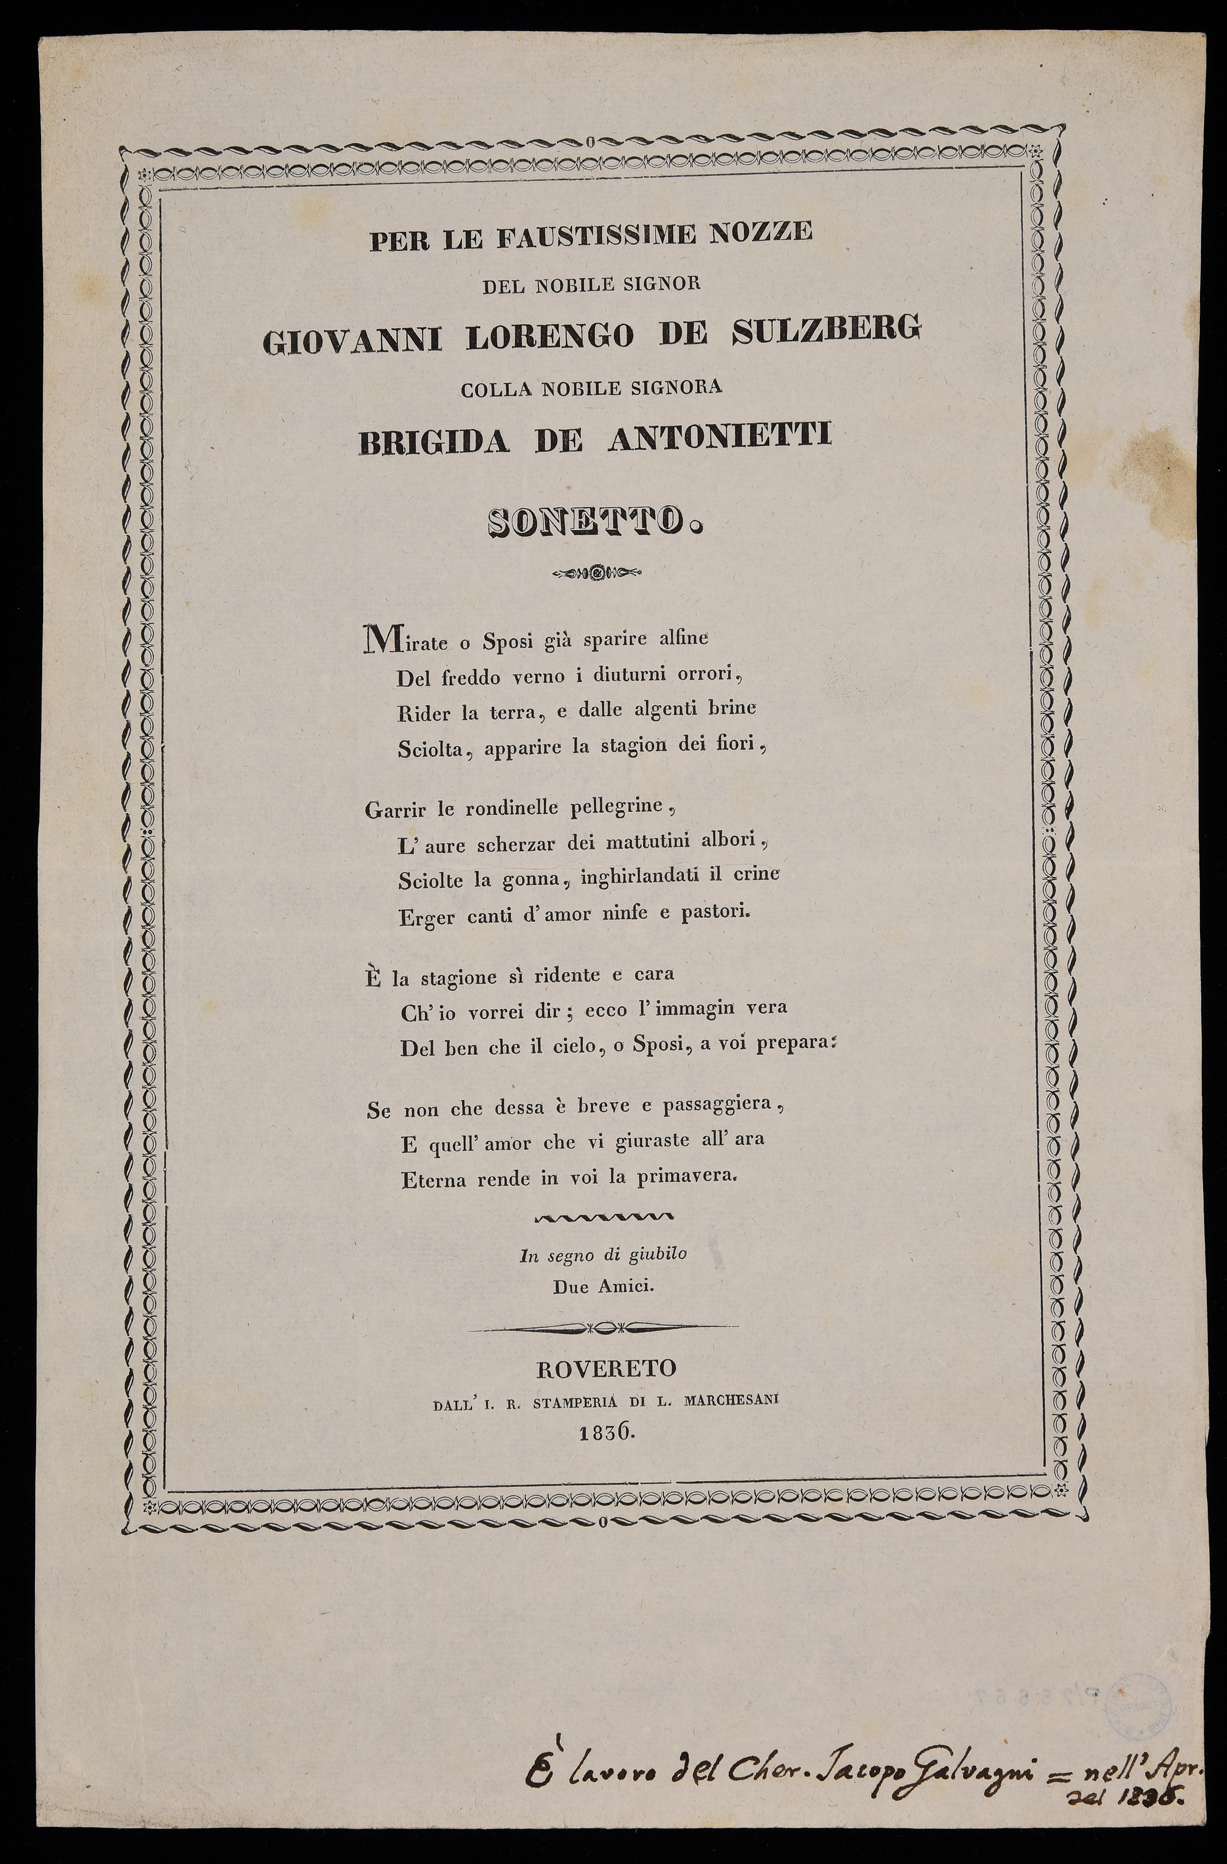 PER LE FAUSTISSIME NOZZE
DEL NOBILE SIGNOR
GIOVANNI LORENGO DE SULZBERG
COLLA NOBILE SIGNORA
BRIGIDA DE ANTONIETTI
SONETTO.
Mirate o Sposi già sparire alfine
Del freddo verno i diuturni orrori,
Rider la terra, e dalle algenti brine
Sciolta, apparire la stagion dei fiori,
Garrir le rondinelle pellegrine,
L' aure scherzar dei mattutini albori,
Sciolte la gonna, inghirlandati il crine
Erger canti d' amor ninfe e pastori.
È la stagione sì ridente e cara
Ch' io vorrei dir; ecco l' immagin vera
Del ben che il cielo, o Sposi, a voi prepara:
Se non che dessa è breve e passaggiera,
E quell' amor che vi giuraste all' ara
Eterna rende in voi la primavera.
In segno di giubilo
Due Amici.
ROVERETO
DALL' I. R. STAMPERIA DI L. MARCHESANI
1836.
È lavoro del Cher. Jacopo Galvagni = nell' Apr.
del 1836.